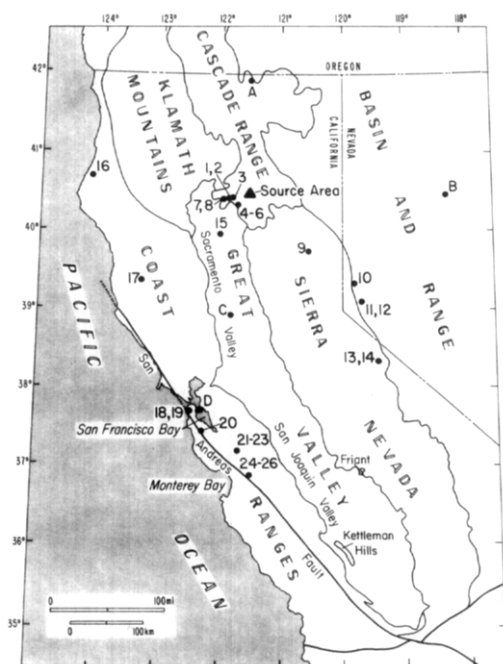 124° 123° 122° 121° 120° 119° 118°
42°
41°
40°
39°
38°
37°
36°
35°
OREGON
CALIFORNIA
NEVADA
KLAMATH
MOUNTAINS
CASCADE RANGE
BASIN
AND
RANGE
A
B
16
1,2
3
Source Area
7,8
4-6
15
9
10
11,12
13,14
17
C
Sacramento
Valley
GREAT
VALLEY
SIERRA
NEVADA
COAST
RANGES
PACIFIC
OCEAN
San
Andreas
Fault
D
18,19
20
San Francisco Bay
21-23
24-26
Monterey Bay
San Joaquin
Valley
Friant
Kettleman
Hills
0 100mi
0 100km